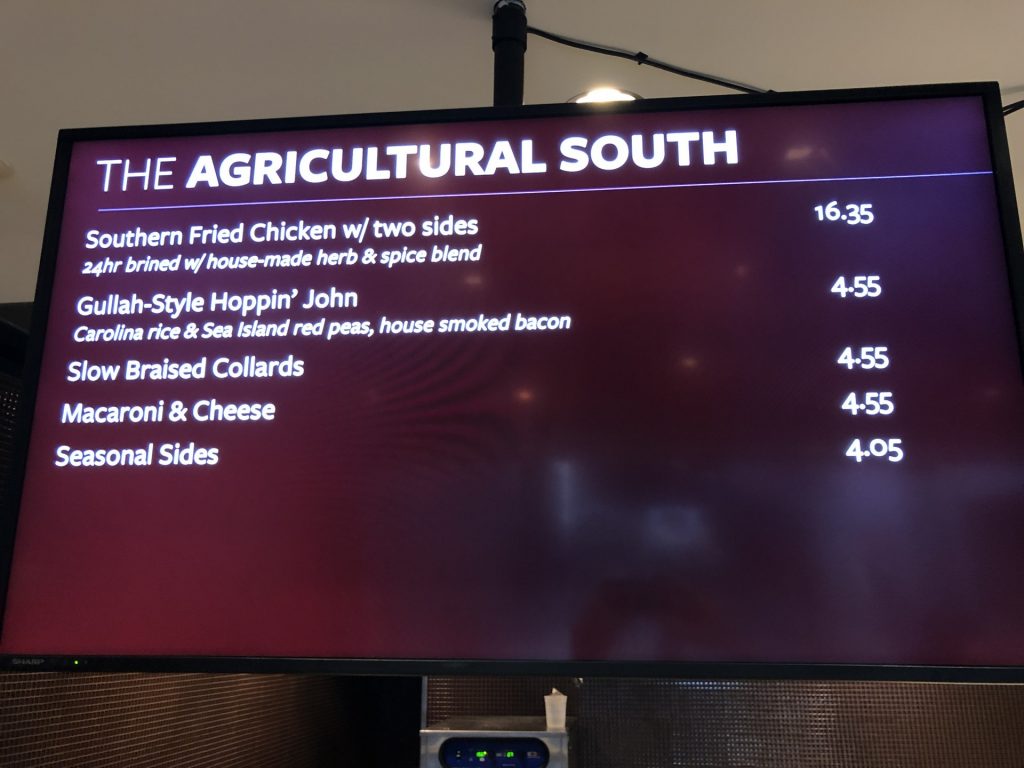 THE AGRICULTURAL SOUTH
Southern Fried Chicken w/ two sides 16.35
24hr brined w/ house-made herb & spice blend
Gullah-Style Hoppin' John 4.55
Carolina rice & Sea Island red peas, house smoked bacon
Slow Braised Collards 4.55
Macaroni & Cheese 4.55
Seasonal Sides 4.05
SHARP